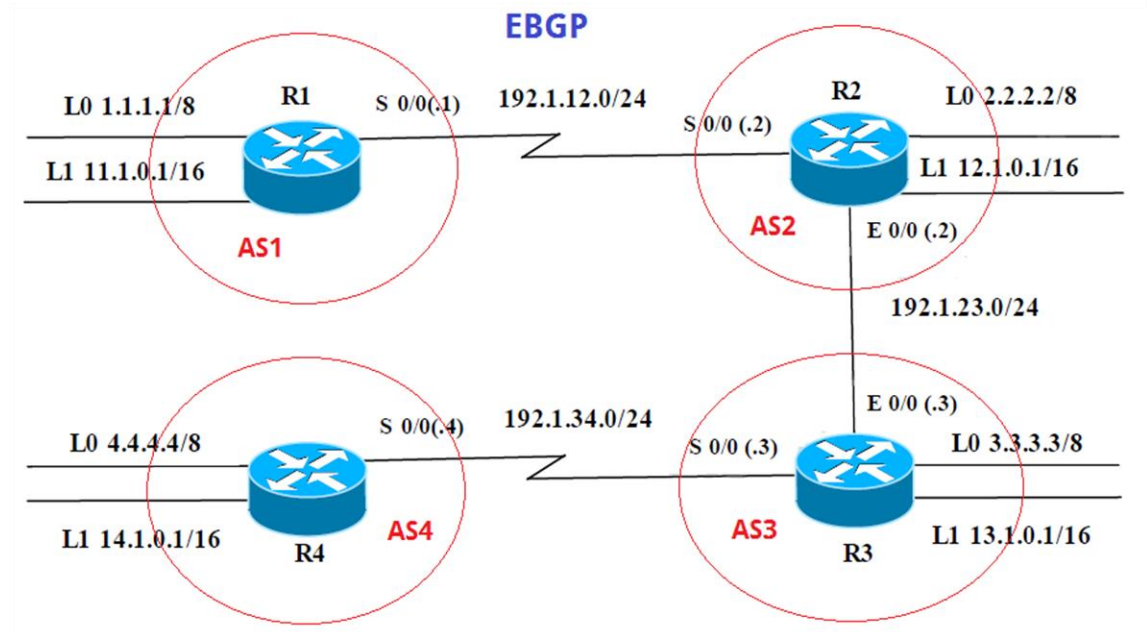 EBGP
L0 1.1.1.1/8
R1
S 0/0(.1)
192.1.12.0/24
R2
L0 2.2.2.2/8
S 0/0 (.2)
L1 11.1.0.1/16
L1 12.1.0.1/16
AS1
AS2
E 0/0 (.2)
192.1.23.0/24
E 0/0 (.3)
L0 4.4.4.4/8
S 0/0(.4)
192.1.34.0/24
S 0/0 (.3)
L0 3.3.3.3/8
L1 14.1.0.1/16
R4
AS4
AS3
R3
L1 13.1.0.1/16